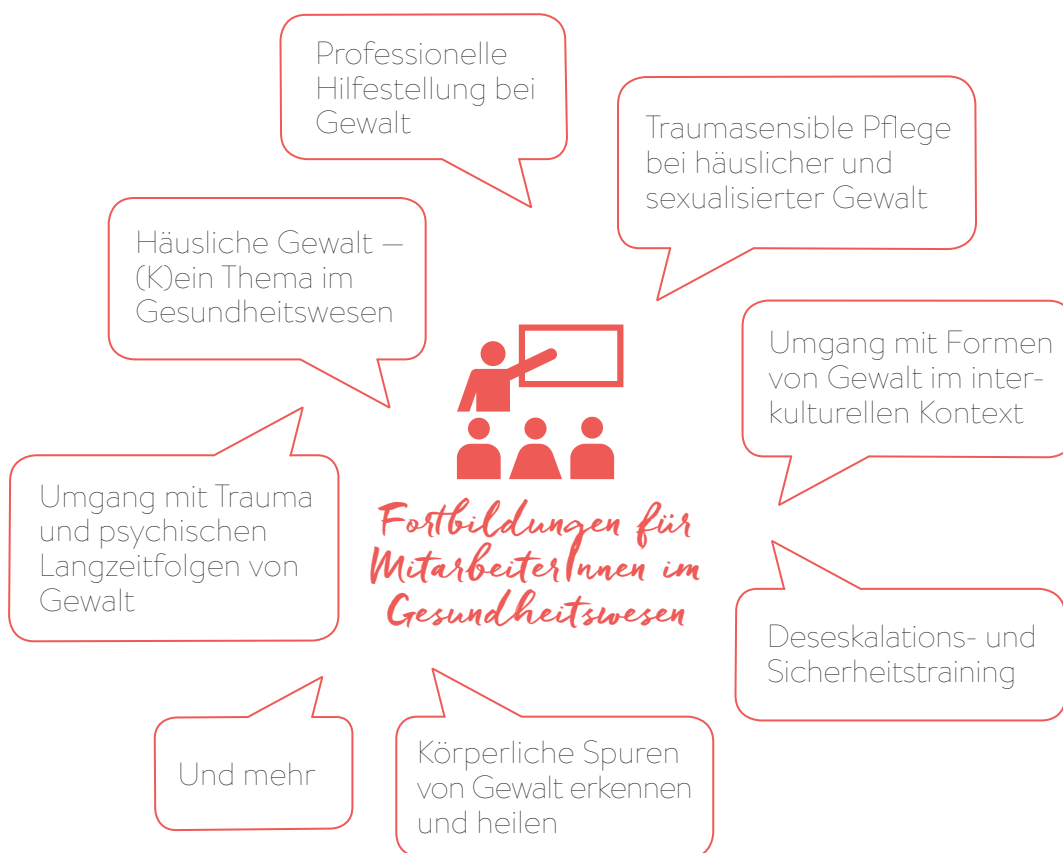 Professionelle
Hilfestellung bei
Gewalt
Traumasensible Pflege
bei häuslicher und
sexualisierter Gewalt
Häusliche Gewalt –
(K)ein Thema im
Gesundheitswesen
Umgang mit Formen
von Gewalt im inter-
kulturellen Kontext
Umgang mit Trauma
und psychischen
Langzeitfolgen von
Gewalt
Fortbildungen für
MitarbeiterInnen im
Gesundheitswesen
Deseskalations- und
Sicherheitstraining
Und mehr
Körperliche Spuren
von Gewalt erkennen
und heilen